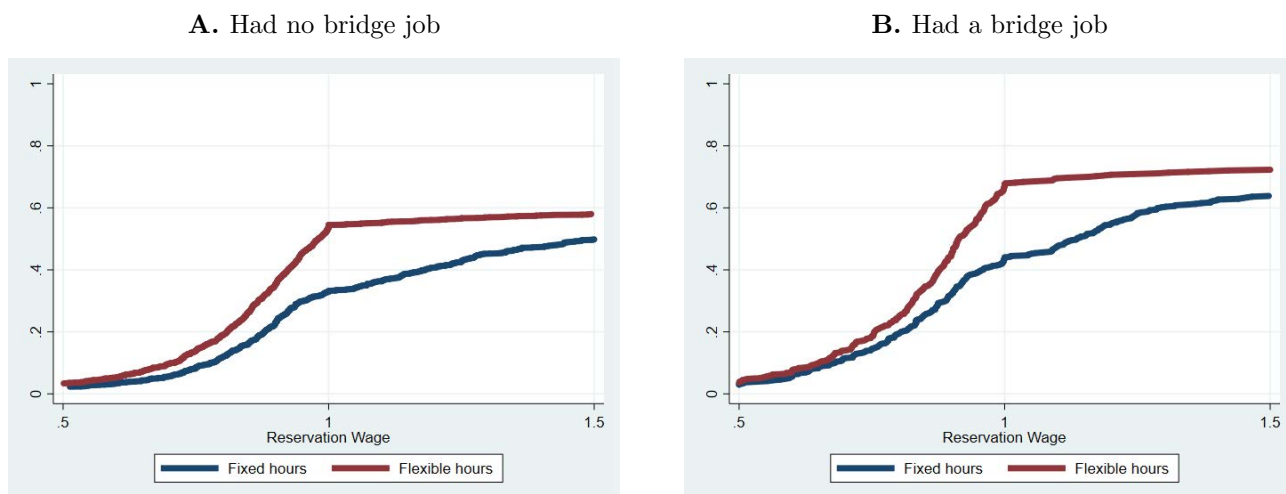 A. Had no bridge job
1
.8
.6
.4
.2
0
.5
1
1.5
Reservation Wage
Fixed hours
Flexible hours
B. Had a bridge job
1
.8
.6
.4
.2
0
.5
1
1.5
Reservation Wage
Fixed hours
Flexible hours